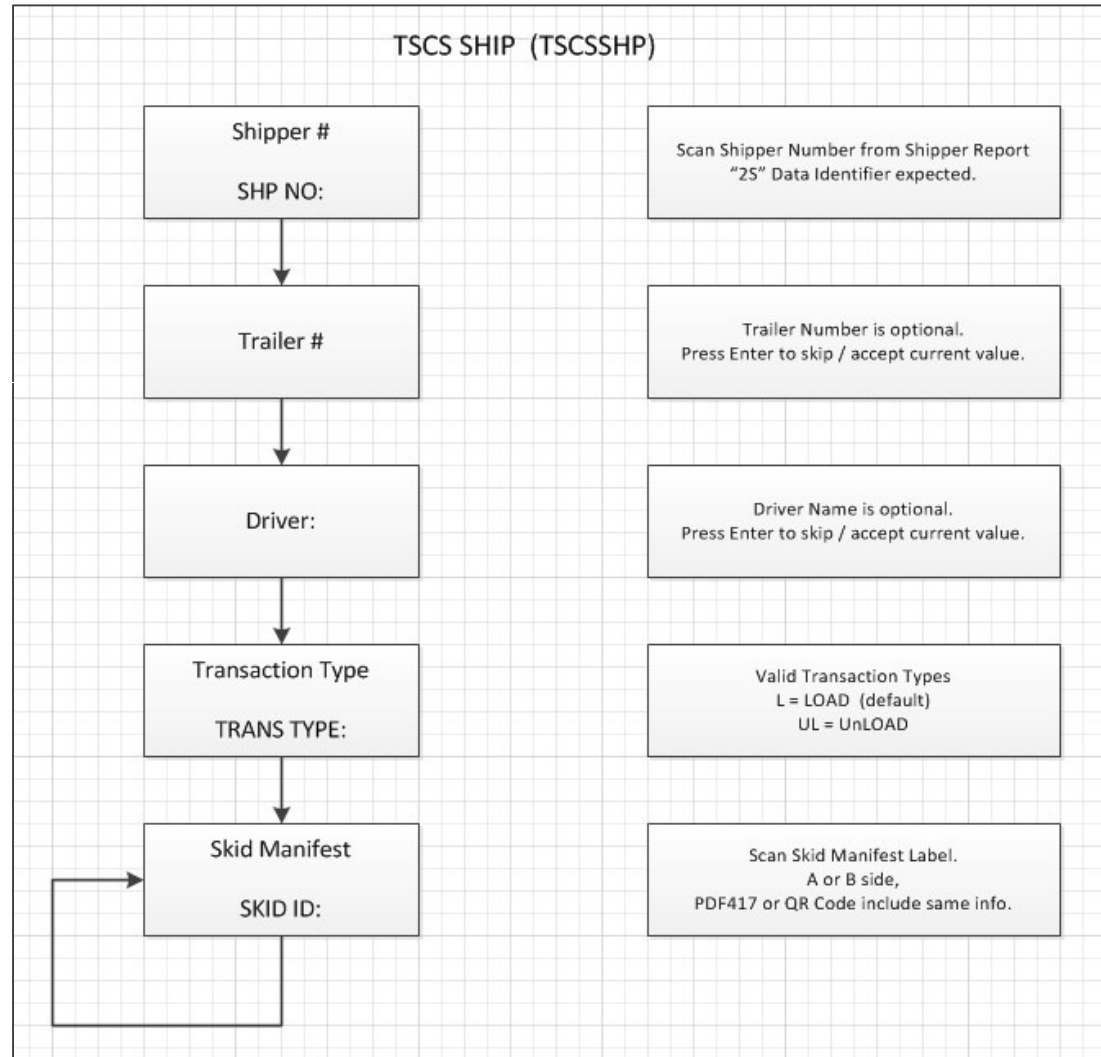 TSCS SHIP  (TSCSSHP)
Shipper #
SHP NO:
Scan Shipper Number from Shipper Report
“2S” Data Identifier expected.
Trailer #
Trailer Number is optional.
Press Enter to skip / accept current value.
Driver:
Driver Name is optional.
Press Enter to skip / accept current value.
Transaction Type
TRANS TYPE:
Valid Transaction Types
L = LOAD  (default)
UL = UnLOAD
Skid Manifest
SKID ID:
Scan Skid Manifest Label.
A or B side,
PDF417 or QR Code include same info.